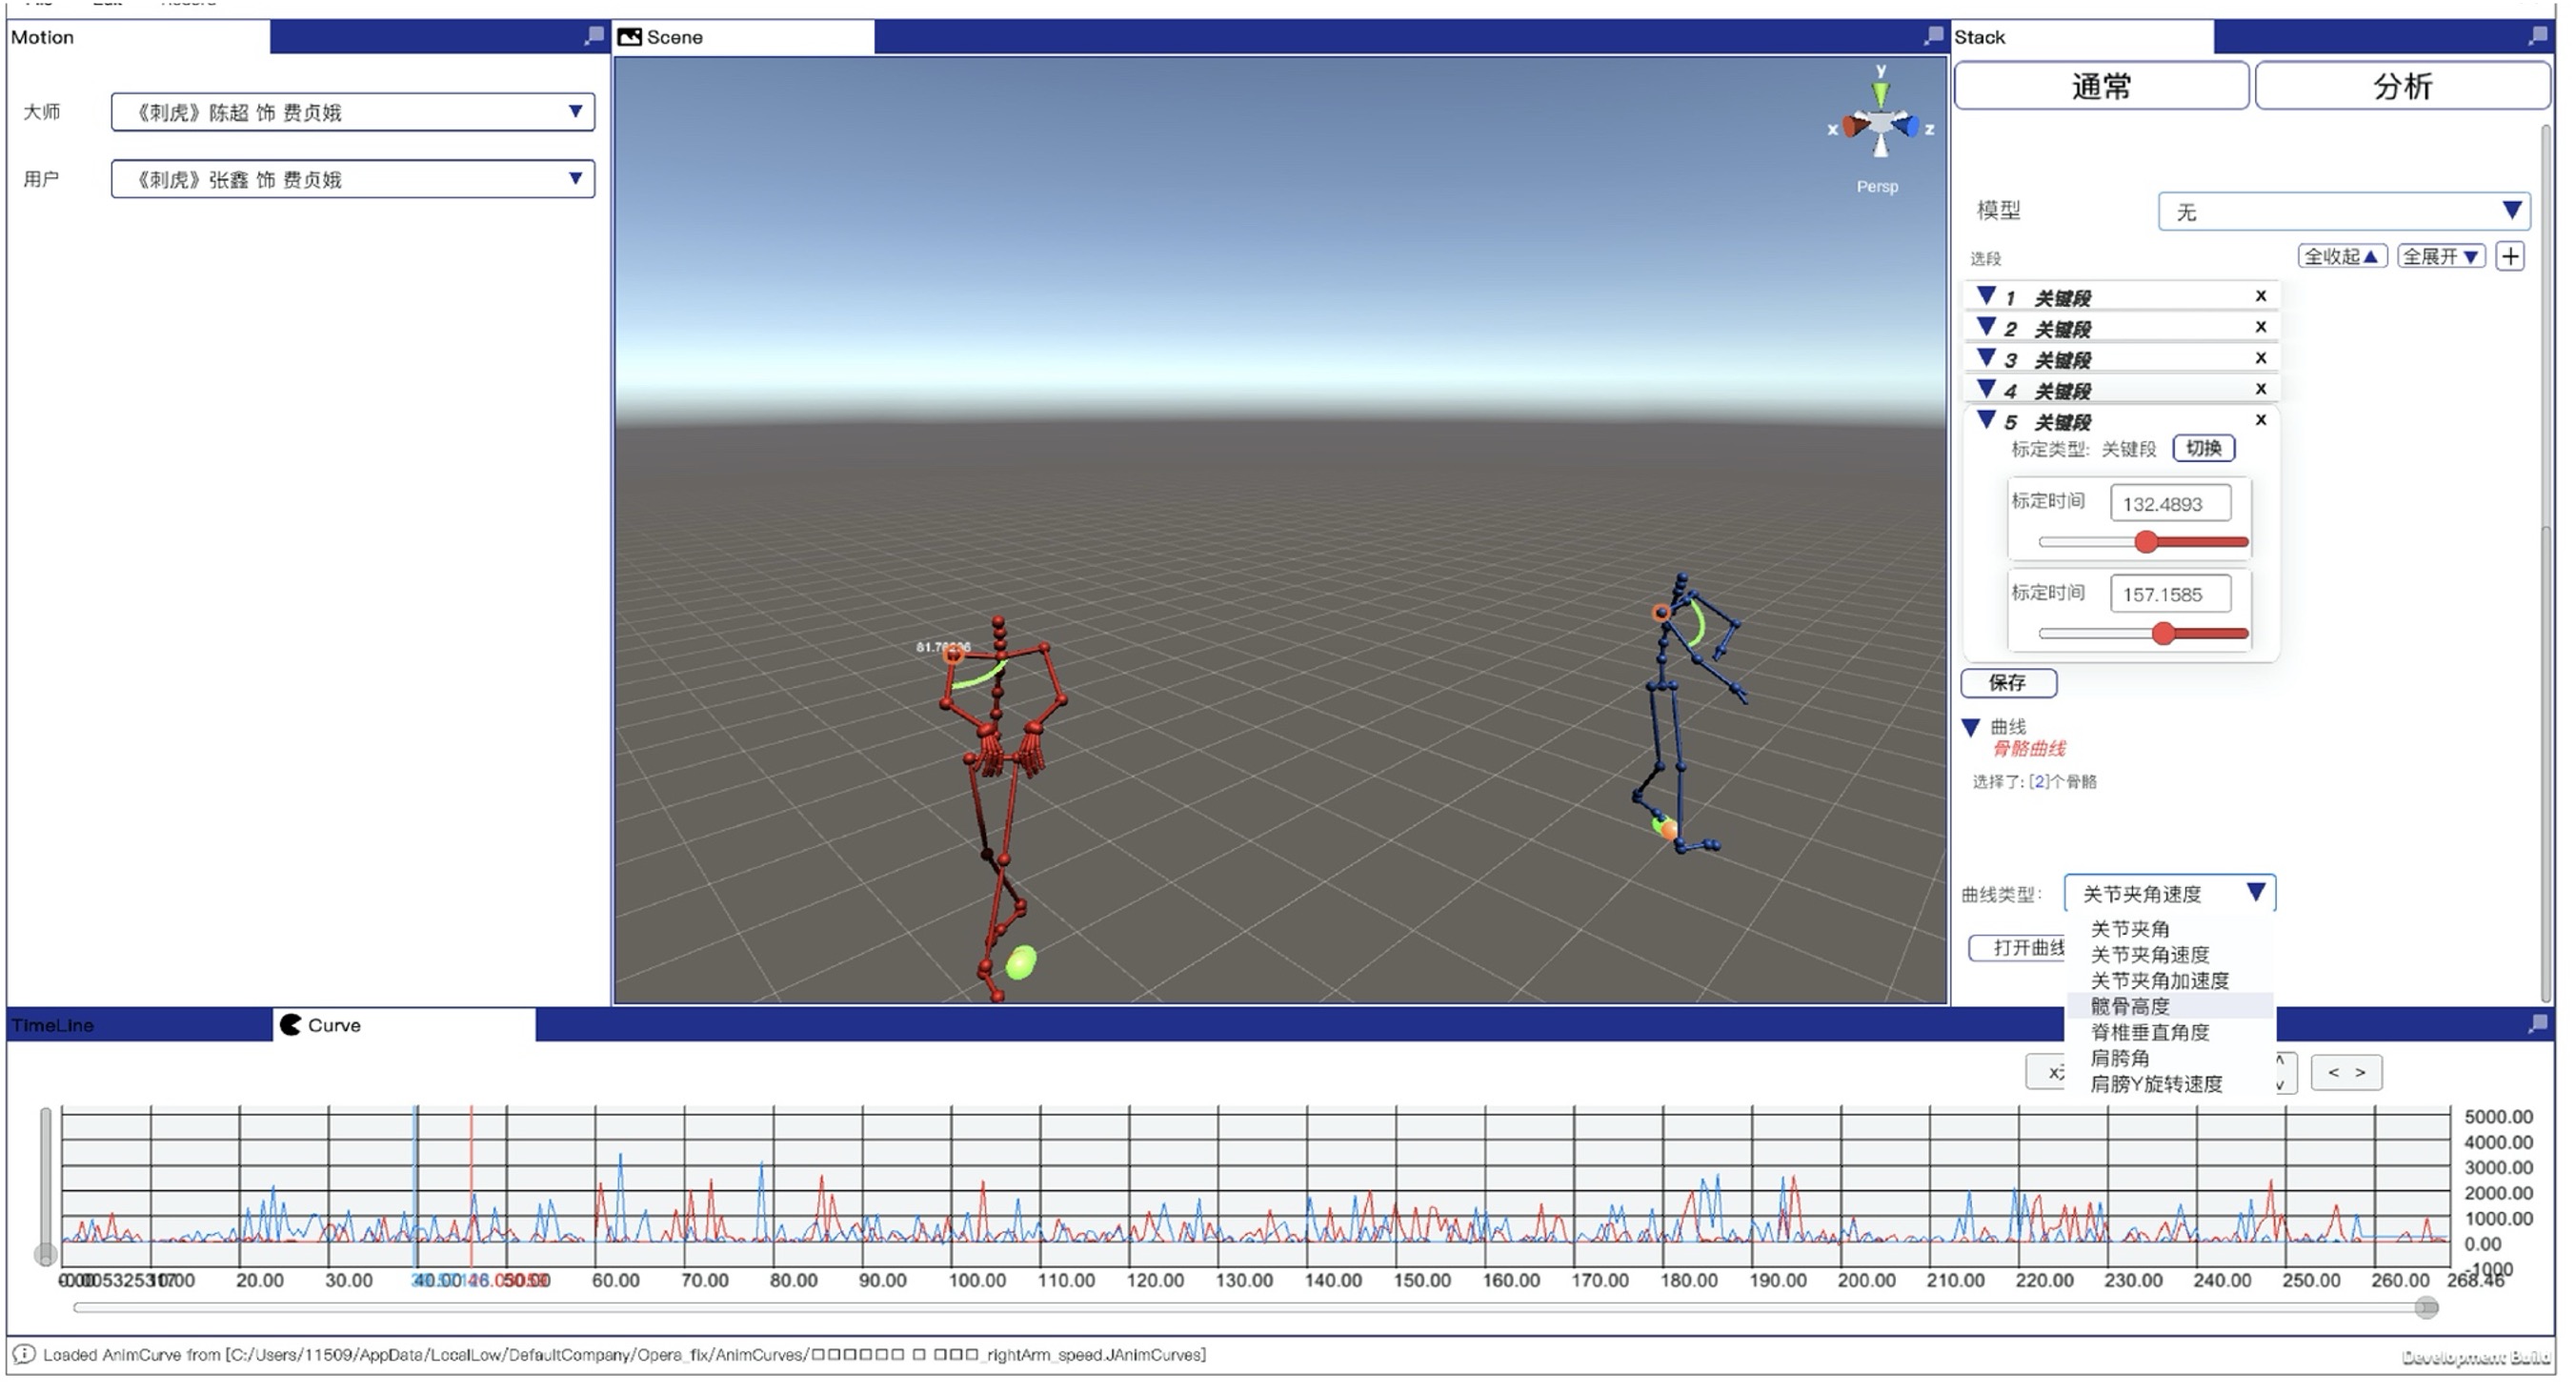 Motion
Scene
Stack
大师
《刺虎》陈超 饰 费贞娥
用户
《刺虎》张鑫 饰 费贞娥
y
x
z
Persp
通常
分析
模型
无
选段
全收起
全展开
+
1 关键段 x
2 关键段 x
3 关键段 x
4 关键段 x
5 关键段 x
标定类型: 关键段 切换
标定时间 132.4893
标定时间 157.1585
保存
曲线
骨骼曲线
选择了: [2]个骨骼
曲线类型: 关节夹角速度
关节夹角
关节夹角速度
关节夹角加速度
髋骨高度
脊椎垂直角度
肩胯角
肩膀Y旋转速度
打开曲线
TimeLine
Curve
< >
5000.00
4000.00
3000.00
2000.00
1000.00
0.00
-1000
20.00 30.00 40.00 50.00 60.00 70.00 80.00 90.00 100.00 110.00 120.00 130.00 140.00 150.00 160.00 170.00 180.00 190.00 200.00 210.00 220.00 230.00 240.00 250.00 260.00 268.46
Loaded AnimCurve from [C:/Users/11509/AppData/LocalLow/DefaultCompany/Opera_fix/AnimCurves/□□□□□□ □ □□□_rightArm_speed.JAnimCurves]
Development Build